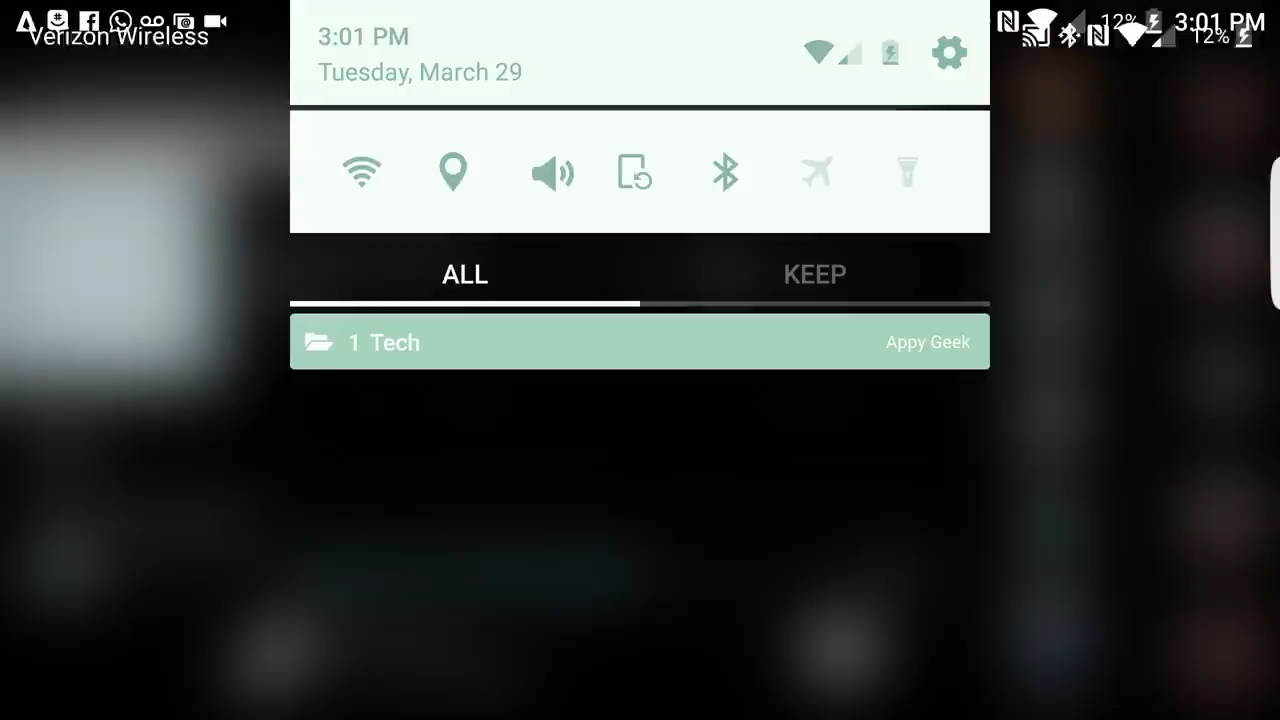 Verizon Wireless
12% 3:01 PM
12%
3:01 PM
Tuesday, March 29
ALL KEEP
1 Tech Appy Geek